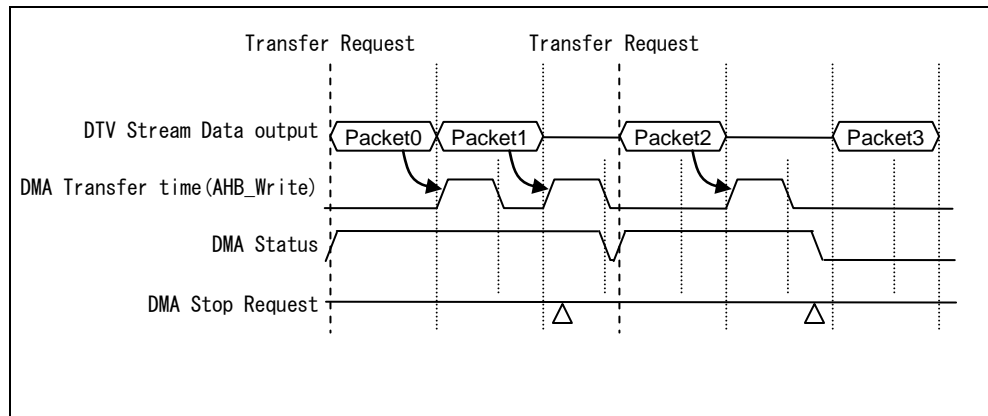 Transfer Request Transfer Request
DTV Stream Data output Packet0 Packet1 Packet2 Packet3
DMA Transfer time(AHB_Write)
DMA Status
DMA Stop Request